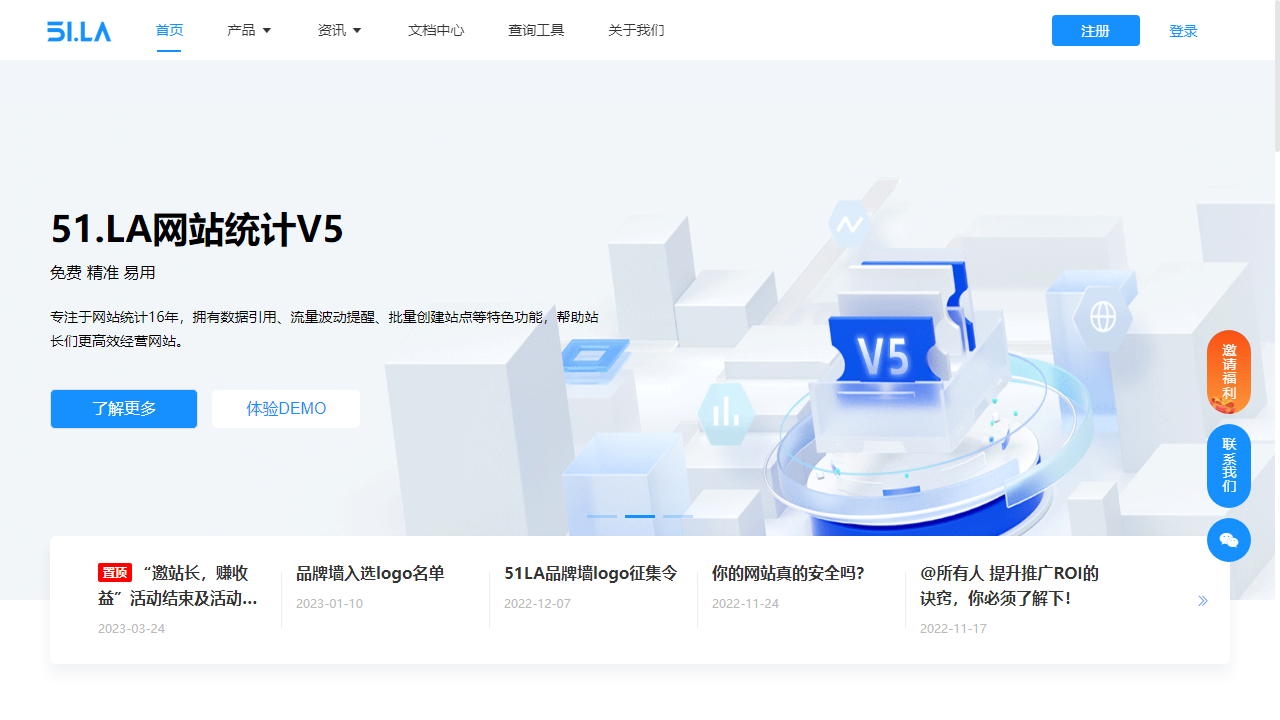 51.LA
首页
产品
资讯
文档中心
查询工具
关于我们
注册
登录
51.LA网站统计V5
免费 精准 易用
专注于网站统计16年，拥有数据引用、流量波动提醒、批量创建站点等特色功能，帮助站
长们更高效经营网站。
了解更多
体验DEMO
V5
邀请福利
联系我们
置顶 “邀站长，赚收
益”活动结束及活动...
2023-03-24
品牌墙入选logo名单
2023-01-10
51LA品牌墙logo征集令
2022-12-07
你的网站真的安全吗?
2022-11-24
@所有人 提升推广ROI的
诀窍，你必须了解下!
2022-11-17